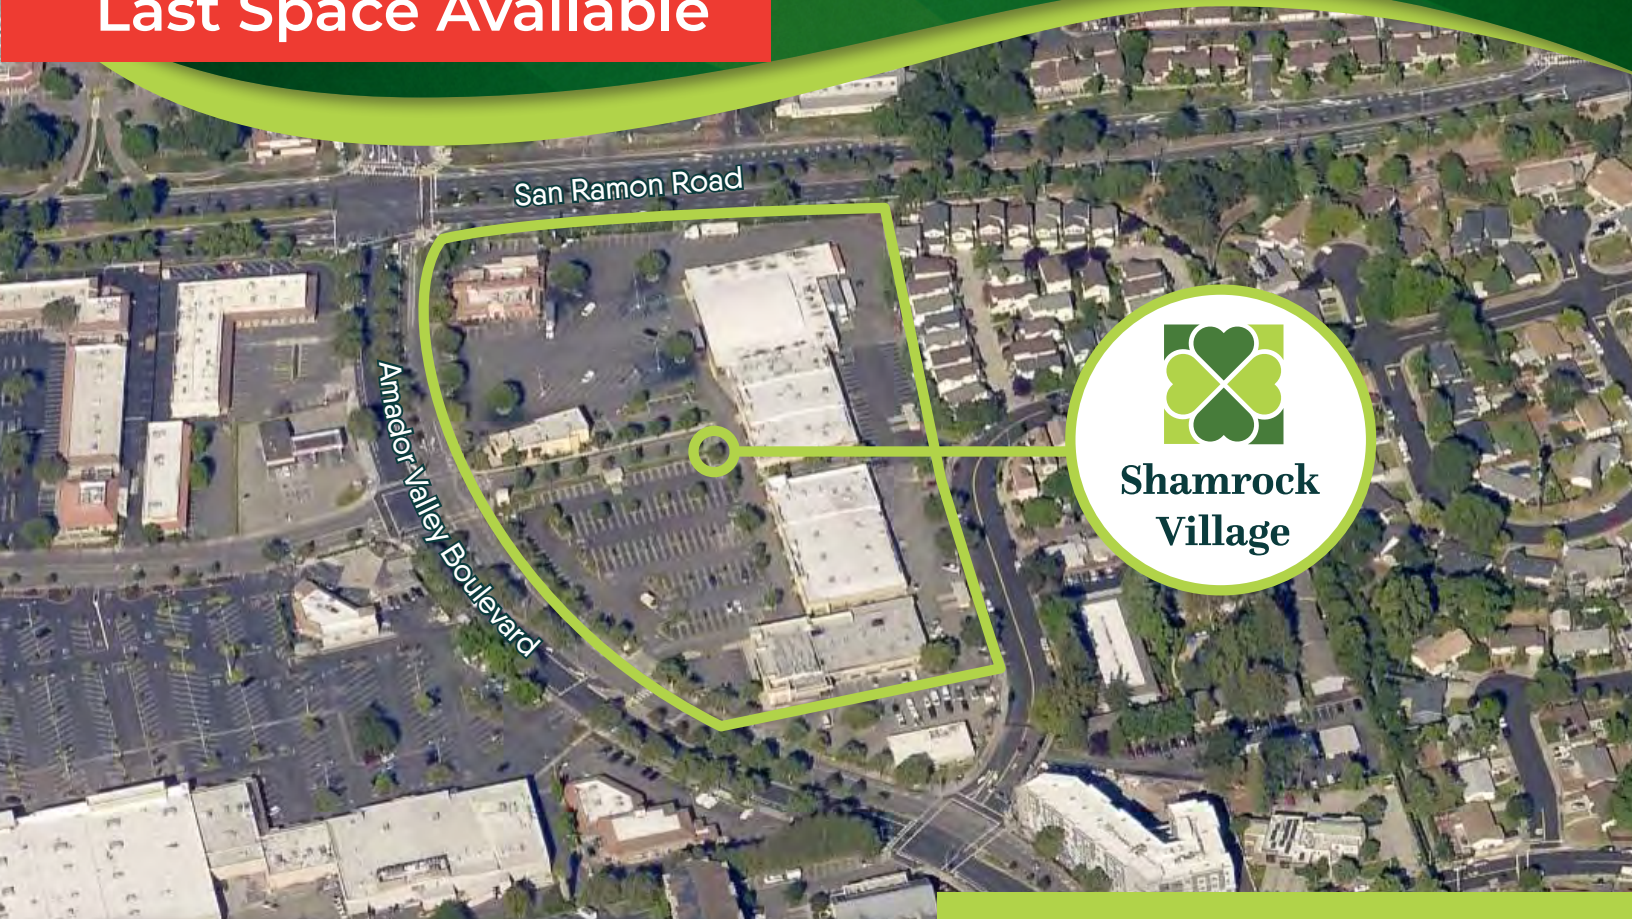 Last Space Available
San Ramon Road
Amador Valley Boulevard
Shamrock
Village